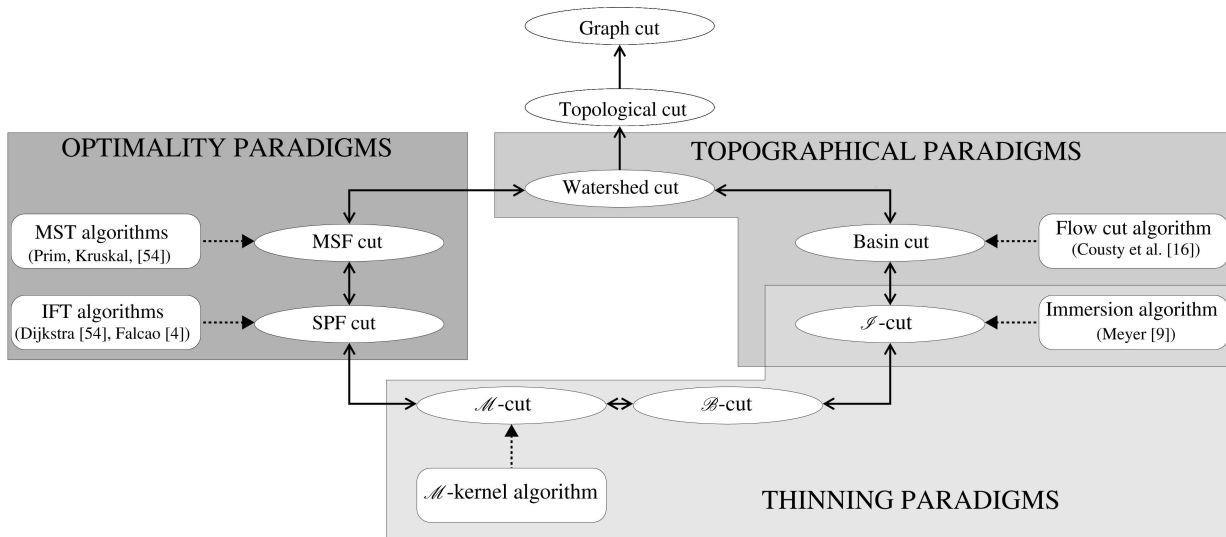 Graph cut
Topological cut
OPTIMALITY PARADIGMS
TOPOGRAPHICAL PARADIGMS
Watershed cut
MST algorithms
(Prim, Kruskal, [54])
MSF cut
Basin cut
Flow cut algorithm
(Cousty et al. [16])
IFT algorithms
(Dijkstra [54], Falcao [4])
SPF cut
ℐ-cut
Immersion algorithm
(Meyer [9])
ℳ-cut
ℬ-cut
ℳ-kernel algorithm
THINNING PARADIGMS